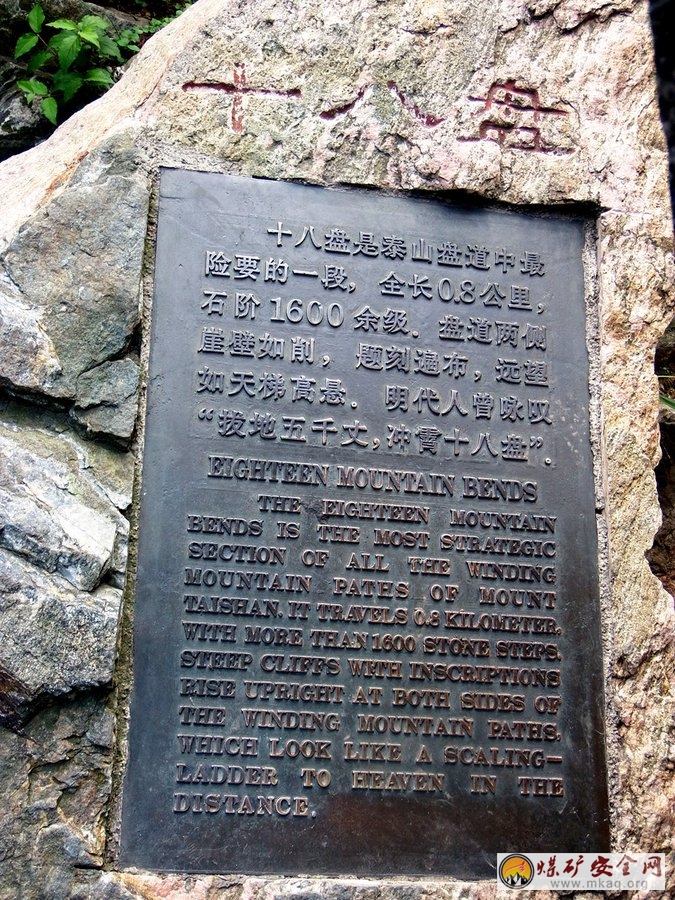 十八盘
十八盘是泰山盘道中最
险要的一段，全长0.8公里，
石阶1600余级．盘道两侧
崖壁如削，题刻遍布，远望
如天梯高悬．明代人曾咏叹
“拔地五千丈，冲霄十八盘”．
EIGHTEEN MOUNTAIN BENDS
THE EIGHTEEN MOUNTAIN
BENDS IS THE MOST STRATEGIC
SECTION OF ALL THE WINDING
MOUNTAIN PATHS OF MOUNT
TAISHAN. IT TRAVELS 0.8 KILOMETER.
WITH MORE THAN 1600 STONE STEPS.
STEEP CLIFFS WITH INSCRIPTIONS
RISE UPRIGHT AT BOTH SIDES OF
THE WINDING MOUNTAIN PATHS.
WHICH LOOK LIKE A SCALING-
LADDER TO HEAVEN IN THE
DISTANCE.
煤矿安全网
www.mkaq.org